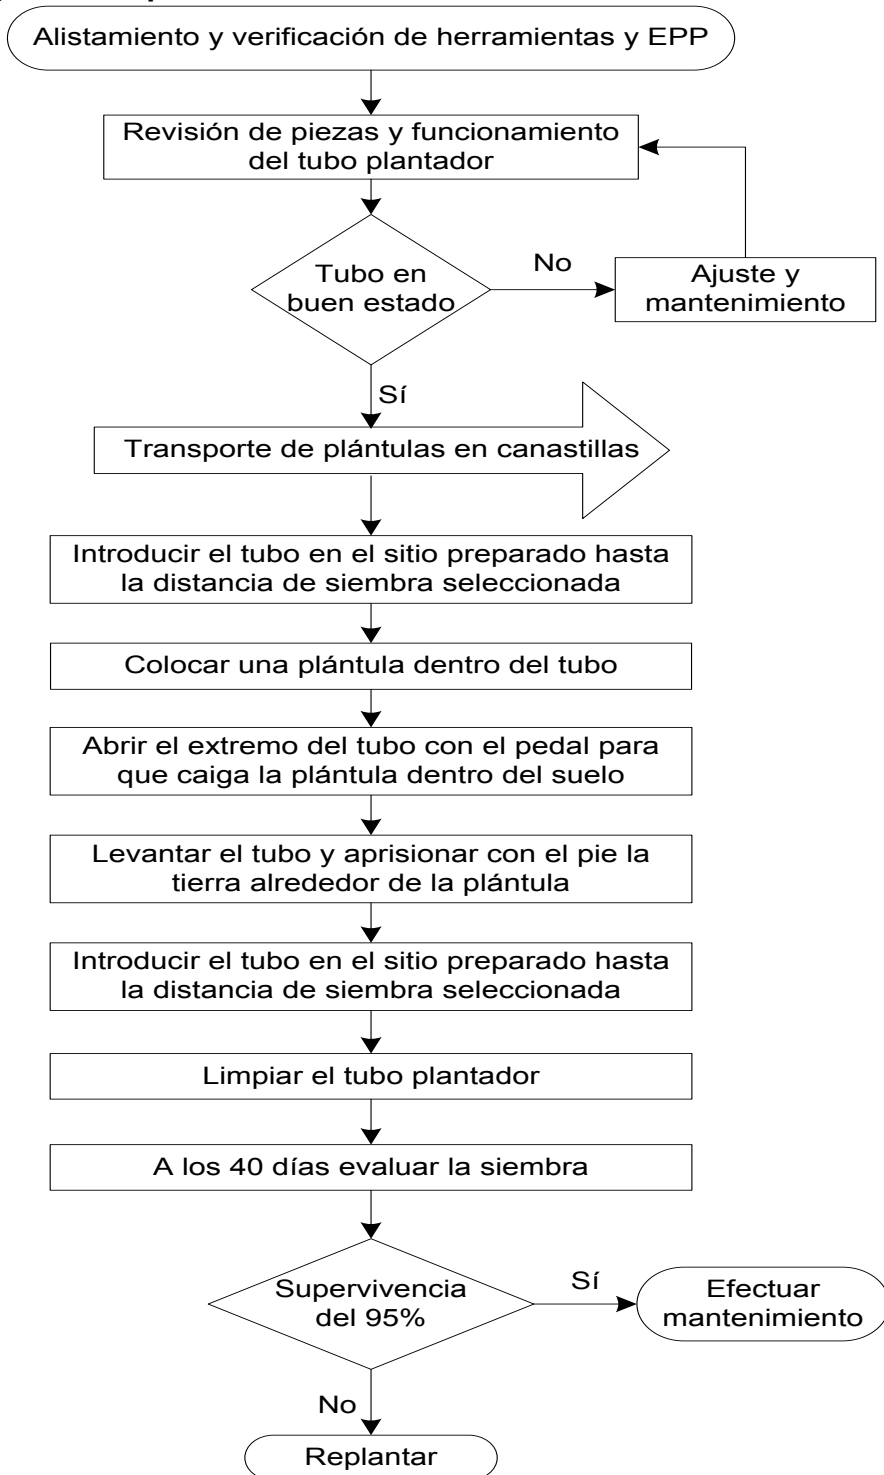 Alistamiento y verificación de herramientas y EPP
Revisión de piezas y funcionamiento
del tubo plantador
Tubo en
buen estado
No
Ajuste y
mantenimiento
Sí
Transporte de plántulas en canastillas
Introducir el tubo en el sitio preparado hasta
la distancia de siembra seleccionada
Colocar una plántula dentro del tubo
Abrir el extremo del tubo con el pedal para
que caiga la plántula dentro del suelo
Levantar el tubo y aprisionar con el pie la
tierra alrededor de la plántula
Introducir el tubo en el sitio preparado hasta
la distancia de siembra seleccionada
Limpiar el tubo plantador
A los 40 días evaluar la siembra
Supervivencia
del 95%
Sí
Efectuar
mantenimiento
No
Replantar